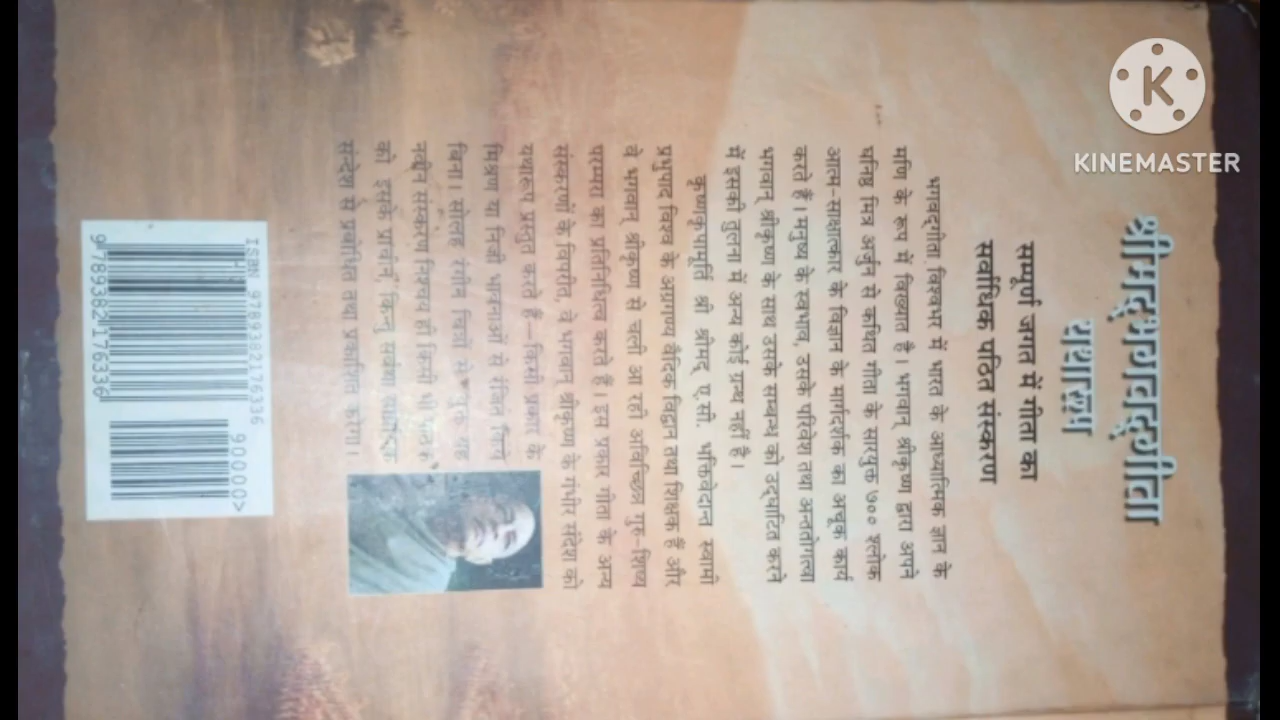 KINEMASTER
श्रीमद्भगवद्गीता
यथारूप
सम्पूर्ण जगत में गीता का
सर्वाधिक पठित संस्करण
भगवद्गीता विश्वभर में भारत के आध्यात्मिक ज्ञान के
मणि के रूप में विख्यात है। भगवान् श्रीकृष्ण द्वारा अपने
घनिष्ठ मित्र अर्जुन से कथित गीता के सारयुक्त ७०० श्लोक
आत्म-साक्षात्कार के विज्ञान के मार्गदर्शक का अचूक कार्य
करते हैं। मनुष्य के स्वभाव, उसके परिवेश तथा अन्ततोगत्वा
भगवान् श्रीकृष्ण के साथ उसके सम्बन्ध को उद्घाटित करने
में इसकी तुलना में अन्य कोई ग्रन्थ नहीं है।
कृष्णकृपामूर्ति श्री श्रीमद् ए.सी. भक्तिवेदान्त स्वामी
प्रभुपाद विश्व के अग्रगण्य वैदिक विद्वान तथा शिक्षक हैं और
वे भगवान् श्रीकृष्ण से चली आ रही अविच्छिन्न गुरु-शिष्य
परम्परा का प्रतिनिधित्व करते हैं। इस प्रकार गीता के अन्य
संस्करणों के विपरीत, वे भगवान् श्रीकृष्ण के गंभीर संदेश को
यथारूप प्रस्तुत करते हैं—किसी प्रकार के
मिश्रण या निजी भावनाओं से रंजित किये
बिना। सोलह रंगीन चित्रों से युक्त यह
नवीन संस्करण निश्चय ही किसी भी पाठक
को इसके प्राचीन, किन्तु सर्वथा सामयिक
संन्देश से प्रबोधित तथा प्रकाशित करेगा।
ISBN 9789382176336
90000>
9789382176336